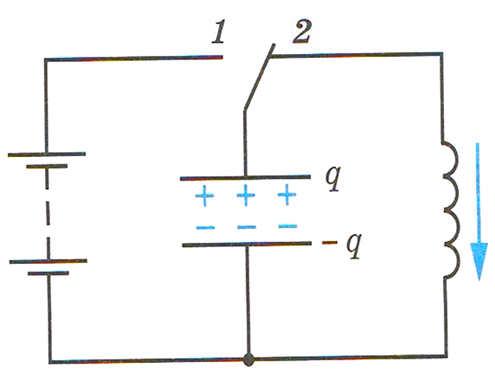 1 2
q
+ + +
- - -
- q